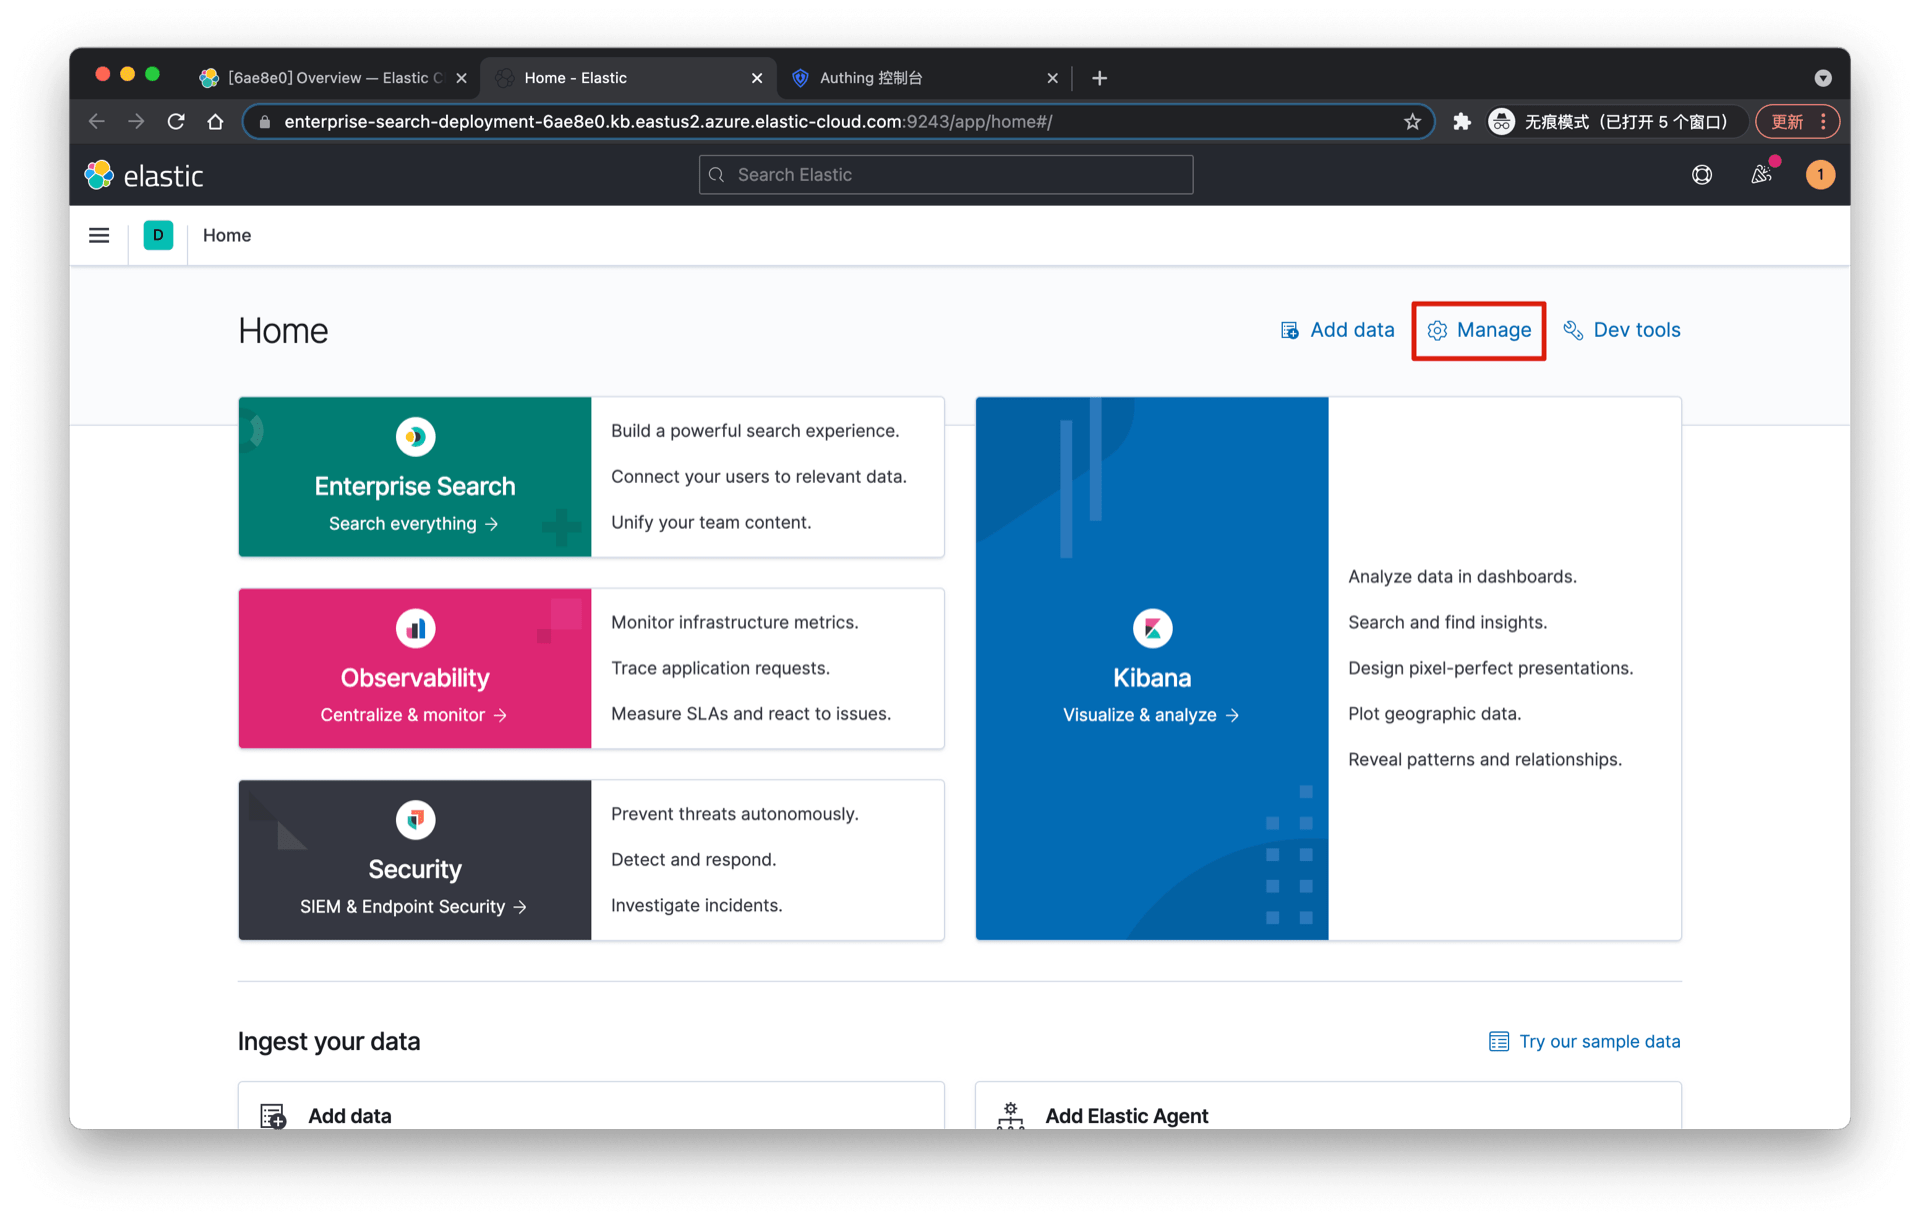 [6ae8e0] Overview — Elastic C
Home - Elastic
Authing 控制台
enterprise-search-deployment-6ae8e0.kb.eastus2.azure.elastic-cloud.com:9243/app/home#/
无痕模式（已打开 5 个窗口）
更新
elastic
Search Elastic
1
D
Home
Home
Add data
Manage
Dev tools
Enterprise Search
Search everything →
Build a powerful search experience.
Connect your users to relevant data.
Unify your team content.
Observability
Centralize & monitor →
Monitor infrastructure metrics.
Trace application requests.
Measure SLAs and react to issues.
Security
SIEM & Endpoint Security →
Prevent threats autonomously.
Detect and respond.
Investigate incidents.
Kibana
Visualize & analyze →
Analyze data in dashboards.
Search and find insights.
Design pixel-perfect presentations.
Plot geographic data.
Reveal patterns and relationships.
Ingest your data
Try our sample data
Add data
Add Elastic Agent